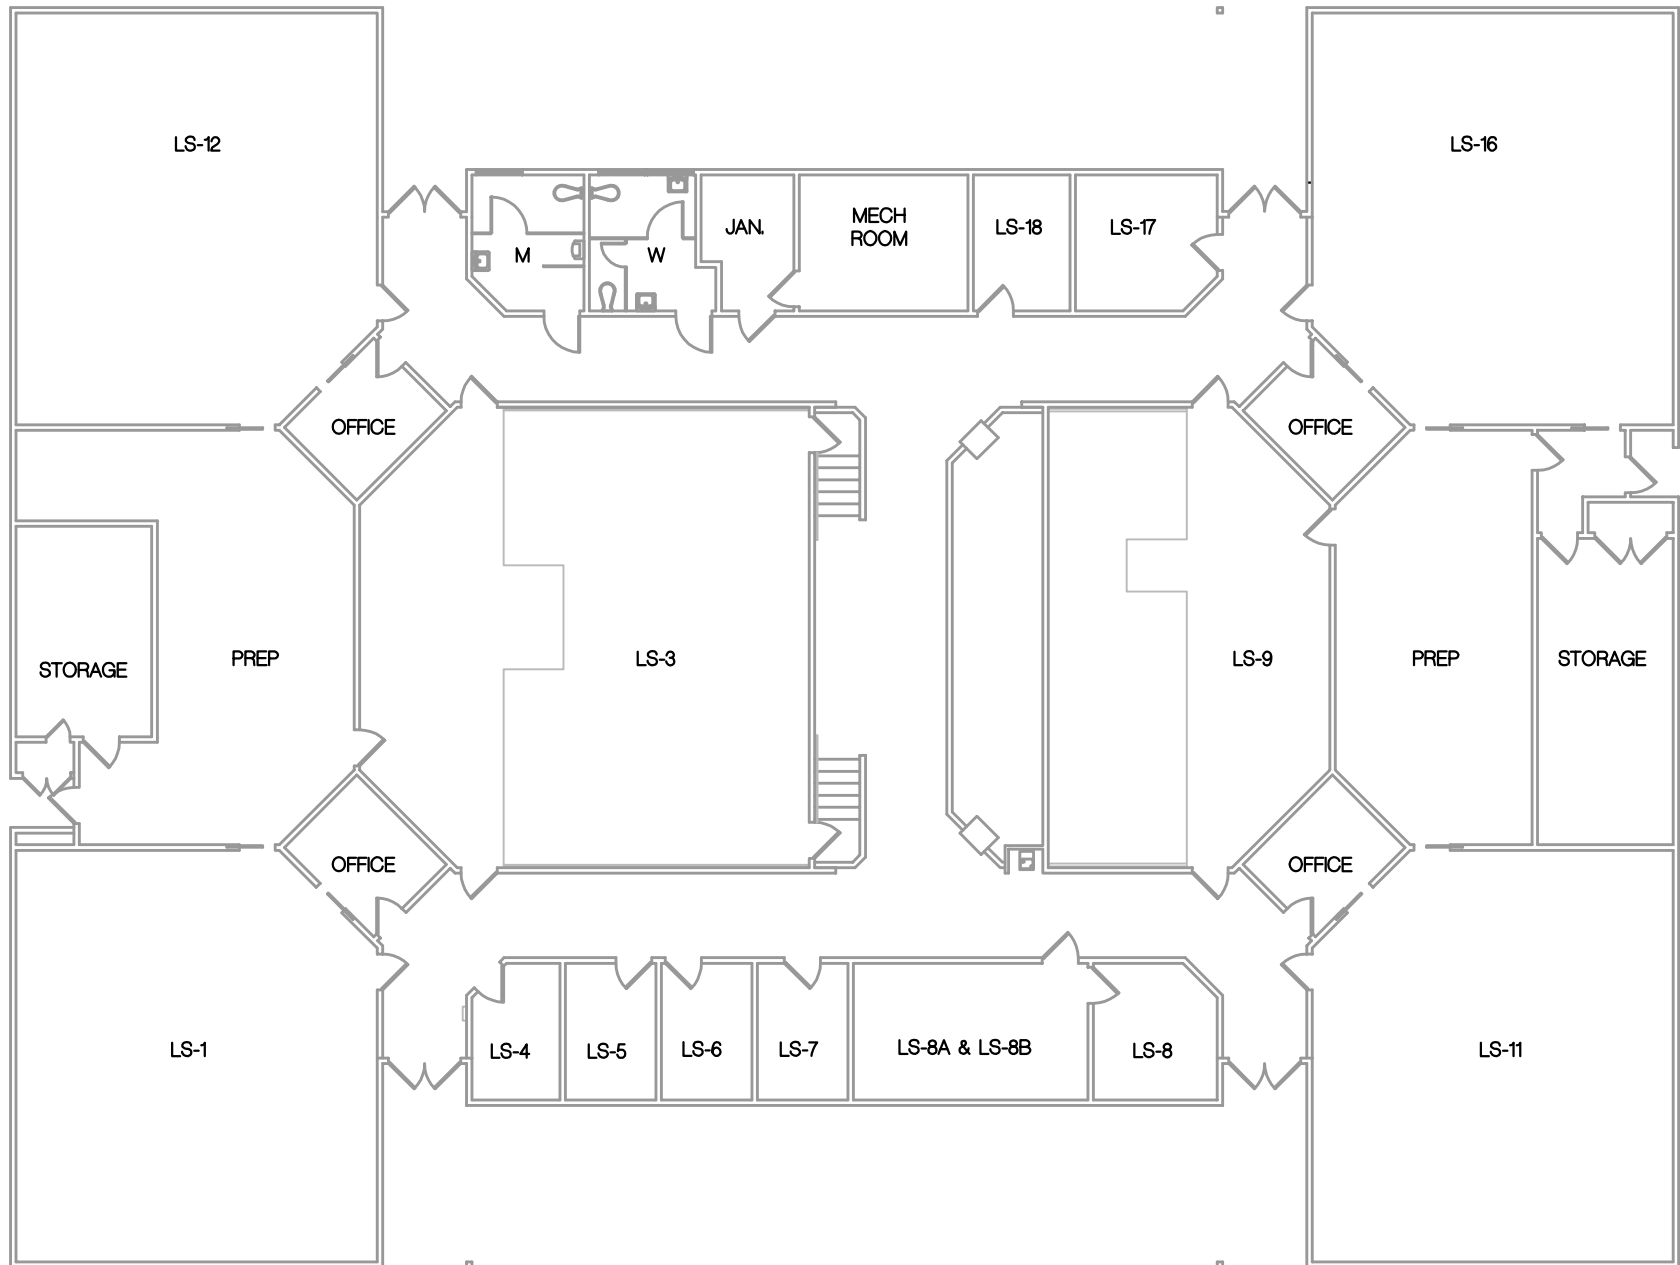 LS-12
LS-16
M
W
JAN.
MECH
ROOM
LS-18
LS-17
OFFICE
OFFICE
STORAGE
PREP
LS-3
LS-9
PREP
STORAGE
OFFICE
OFFICE
LS-1
LS-4
LS-5
LS-6
LS-7
LS-8A & LS-8B
LS-8
LS-11